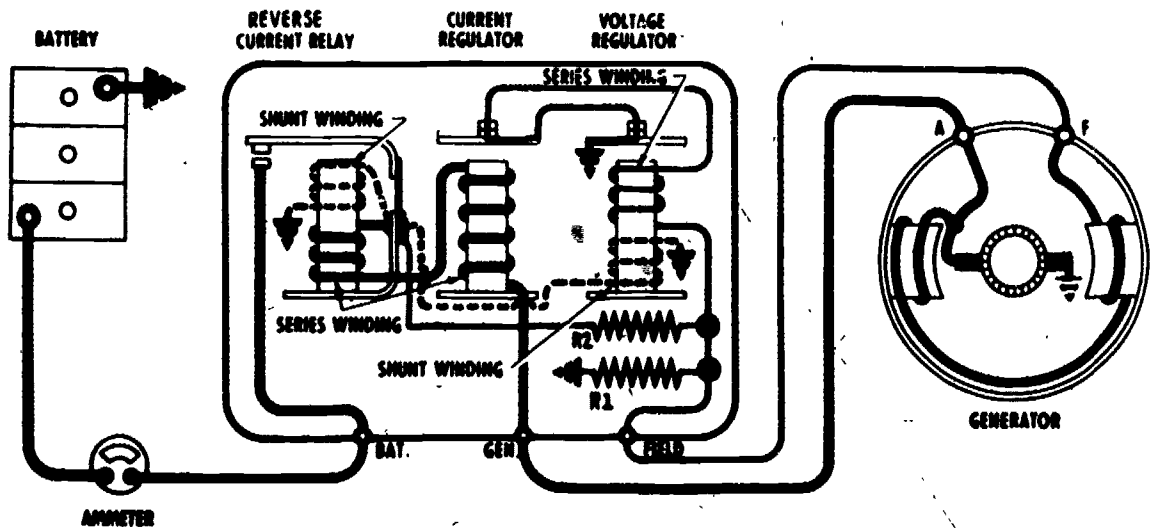 BATTERY
REVERSE
CURRENT RELAY
CURRENT
REGULATOR
VOLTAGE
REGULATOR
SERIES WINDING
SHUNT WINDING
A
F
SERIES WINDING
SHUNT WINDING
R2
R1
BAT.
GEN.
FIELD
GENERATOR
AMMETER